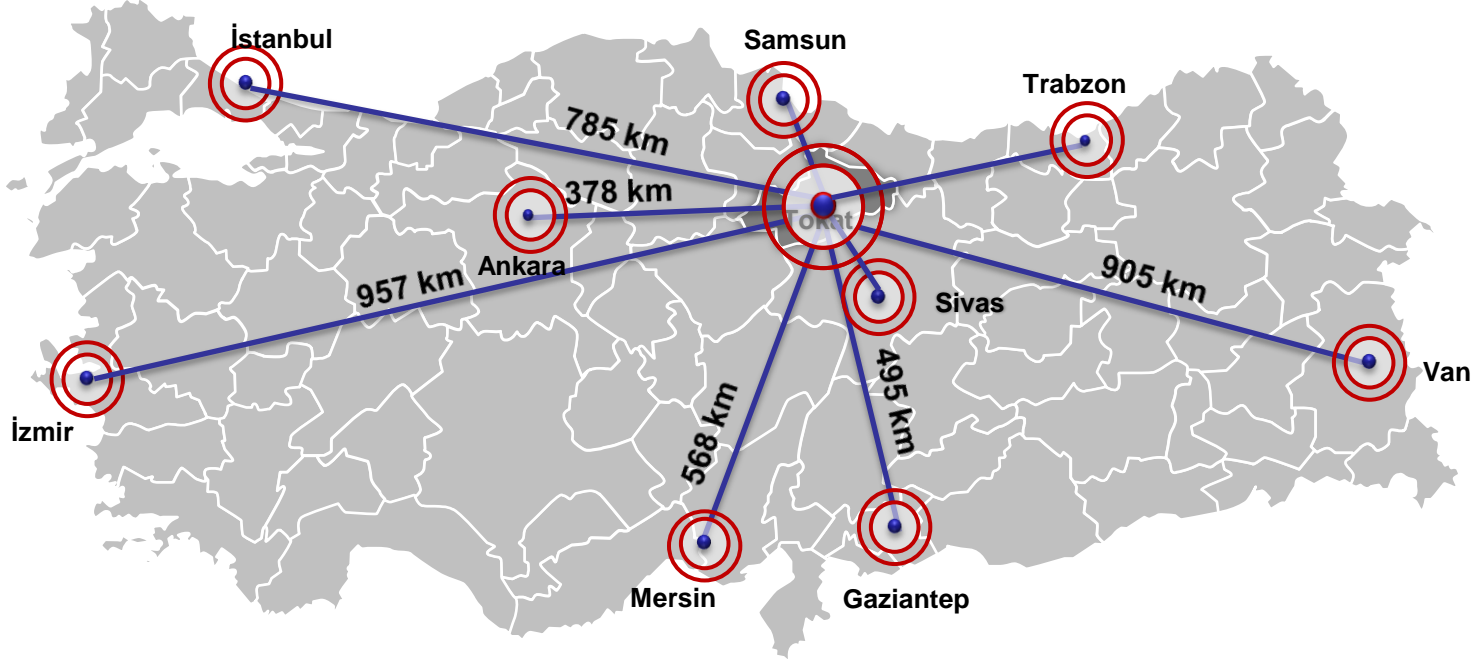 İstanbul
Samsun
Trabzon
785 km
378 km
Tokat
Ankara
957 km
905 km
Sivas
Van
495 km
568 km
İzmir
Mersin
Gaziantep